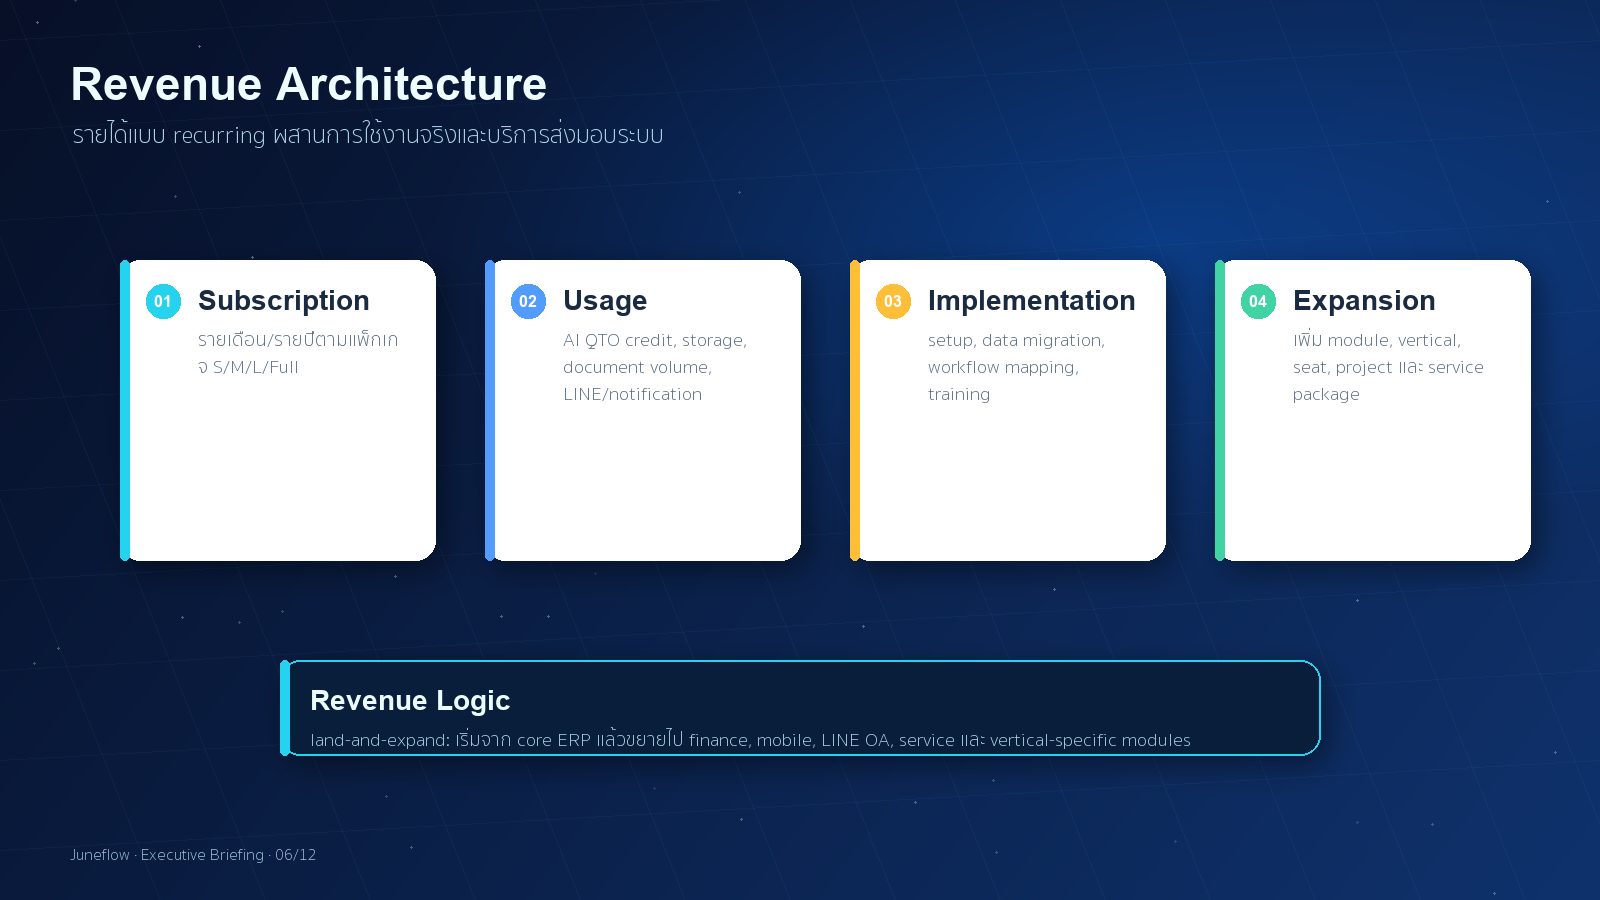 Revenue Architecture
รายได้แบบ recurring ผสานการใช้งานจริงและบริการส่งมอบระบบ
01
Subscription
รายเดือน/รายปีตามแพ็กเก
จ S/M/L/Full
02
Usage
AI QTO credit, storage,
document volume,
LINE/notification
03
Implementation
setup, data migration,
workflow mapping,
training
04
Expansion
เพิ่ม module, vertical,
seat, project และ service
package
Revenue Logic
land-and-expand: เริ่มจาก core ERP แล้วขยายไป finance, mobile, LINE OA, service และ vertical-specific modules
Juneflow · Executive Briefing · 06/12